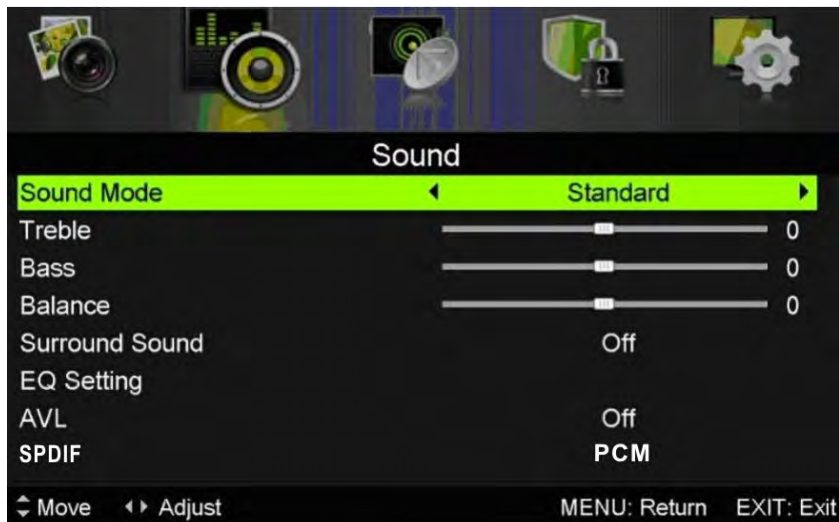 Sound
Sound Mode Standard
Treble 0
Bass 0
Balance 0
Surround Sound Off
EQ Setting
AVL Off
SPDIF PCM
Move Adjust MENU: Return EXIT: Exit